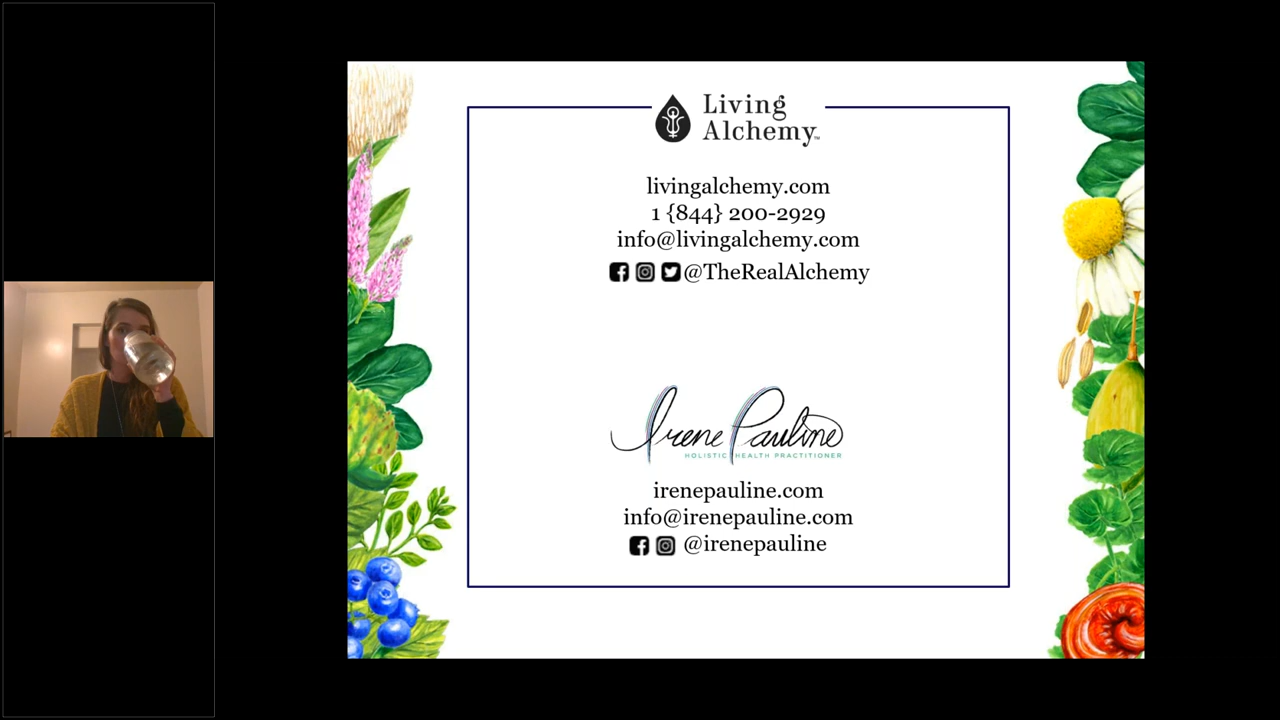 Living
Alchemy™
livingalchemy.com
1 {844} 200-2929
info@livingalchemy.com
@TheRealAlchemy
Irene Pauline
HOLISTIC HEALTH PRACTITIONER
irenepauline.com
info@irenepauline.com
@irenepauline